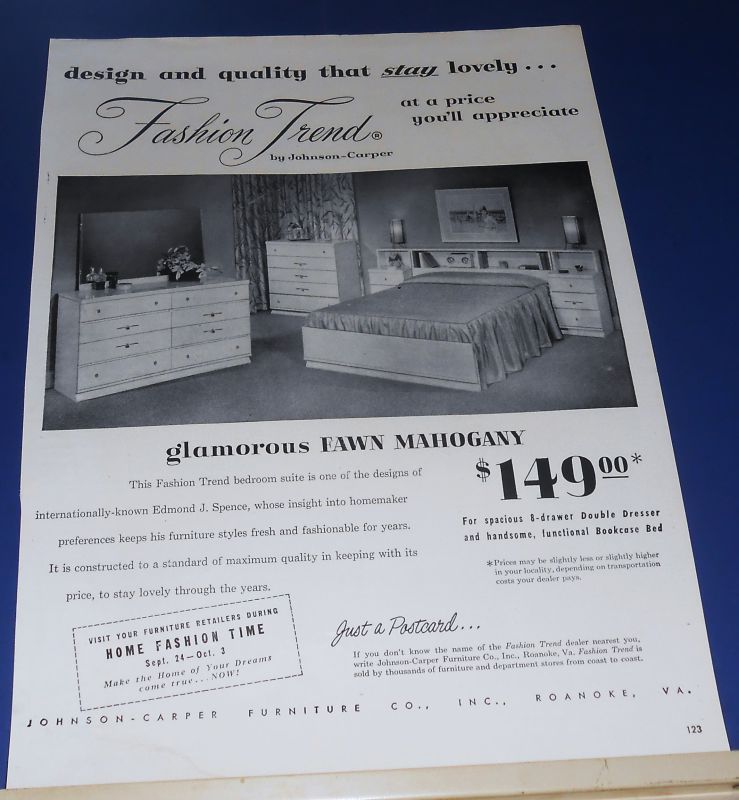 design and quality that stay lovely...
Fashion Trend®
by Johnson-Carper
at a price
you'll appreciate
glamorous FAWN MAHOGANY
This Fashion Trend bedroom suite is one of the designs of
internationally-known Edmond J. Spence, whose insight into homemaker
preferences keeps his furniture styles fresh and fashionable for years.
It is constructed to a standard of maximum quality in keeping with its
price, to stay lovely through the years.
$149.00*
For spacious 8-drawer Double Dresser
and handsome, functional Bookcase Bed
*Prices may be slightly less or slightly higher
in your locality, depending on transportation
costs your dealer pays.
VISIT YOUR FURNITURE RETAILERS DURING
HOME FASHION TIME
Sept. 24—Oct. 3
Make the Home of Your Dreams
come true...NOW!
Just a Postcard...
If you don't know the name of the Fashion Trend dealer nearest you,
write Johnson-Carper Furniture Co., Inc., Roanoke, Va. Fashion Trend is
sold by thousands of furniture and department stores from coast to coast.
JOHNSON-CARPER FURNITURE CO., INC., ROANOKE, VA.
123